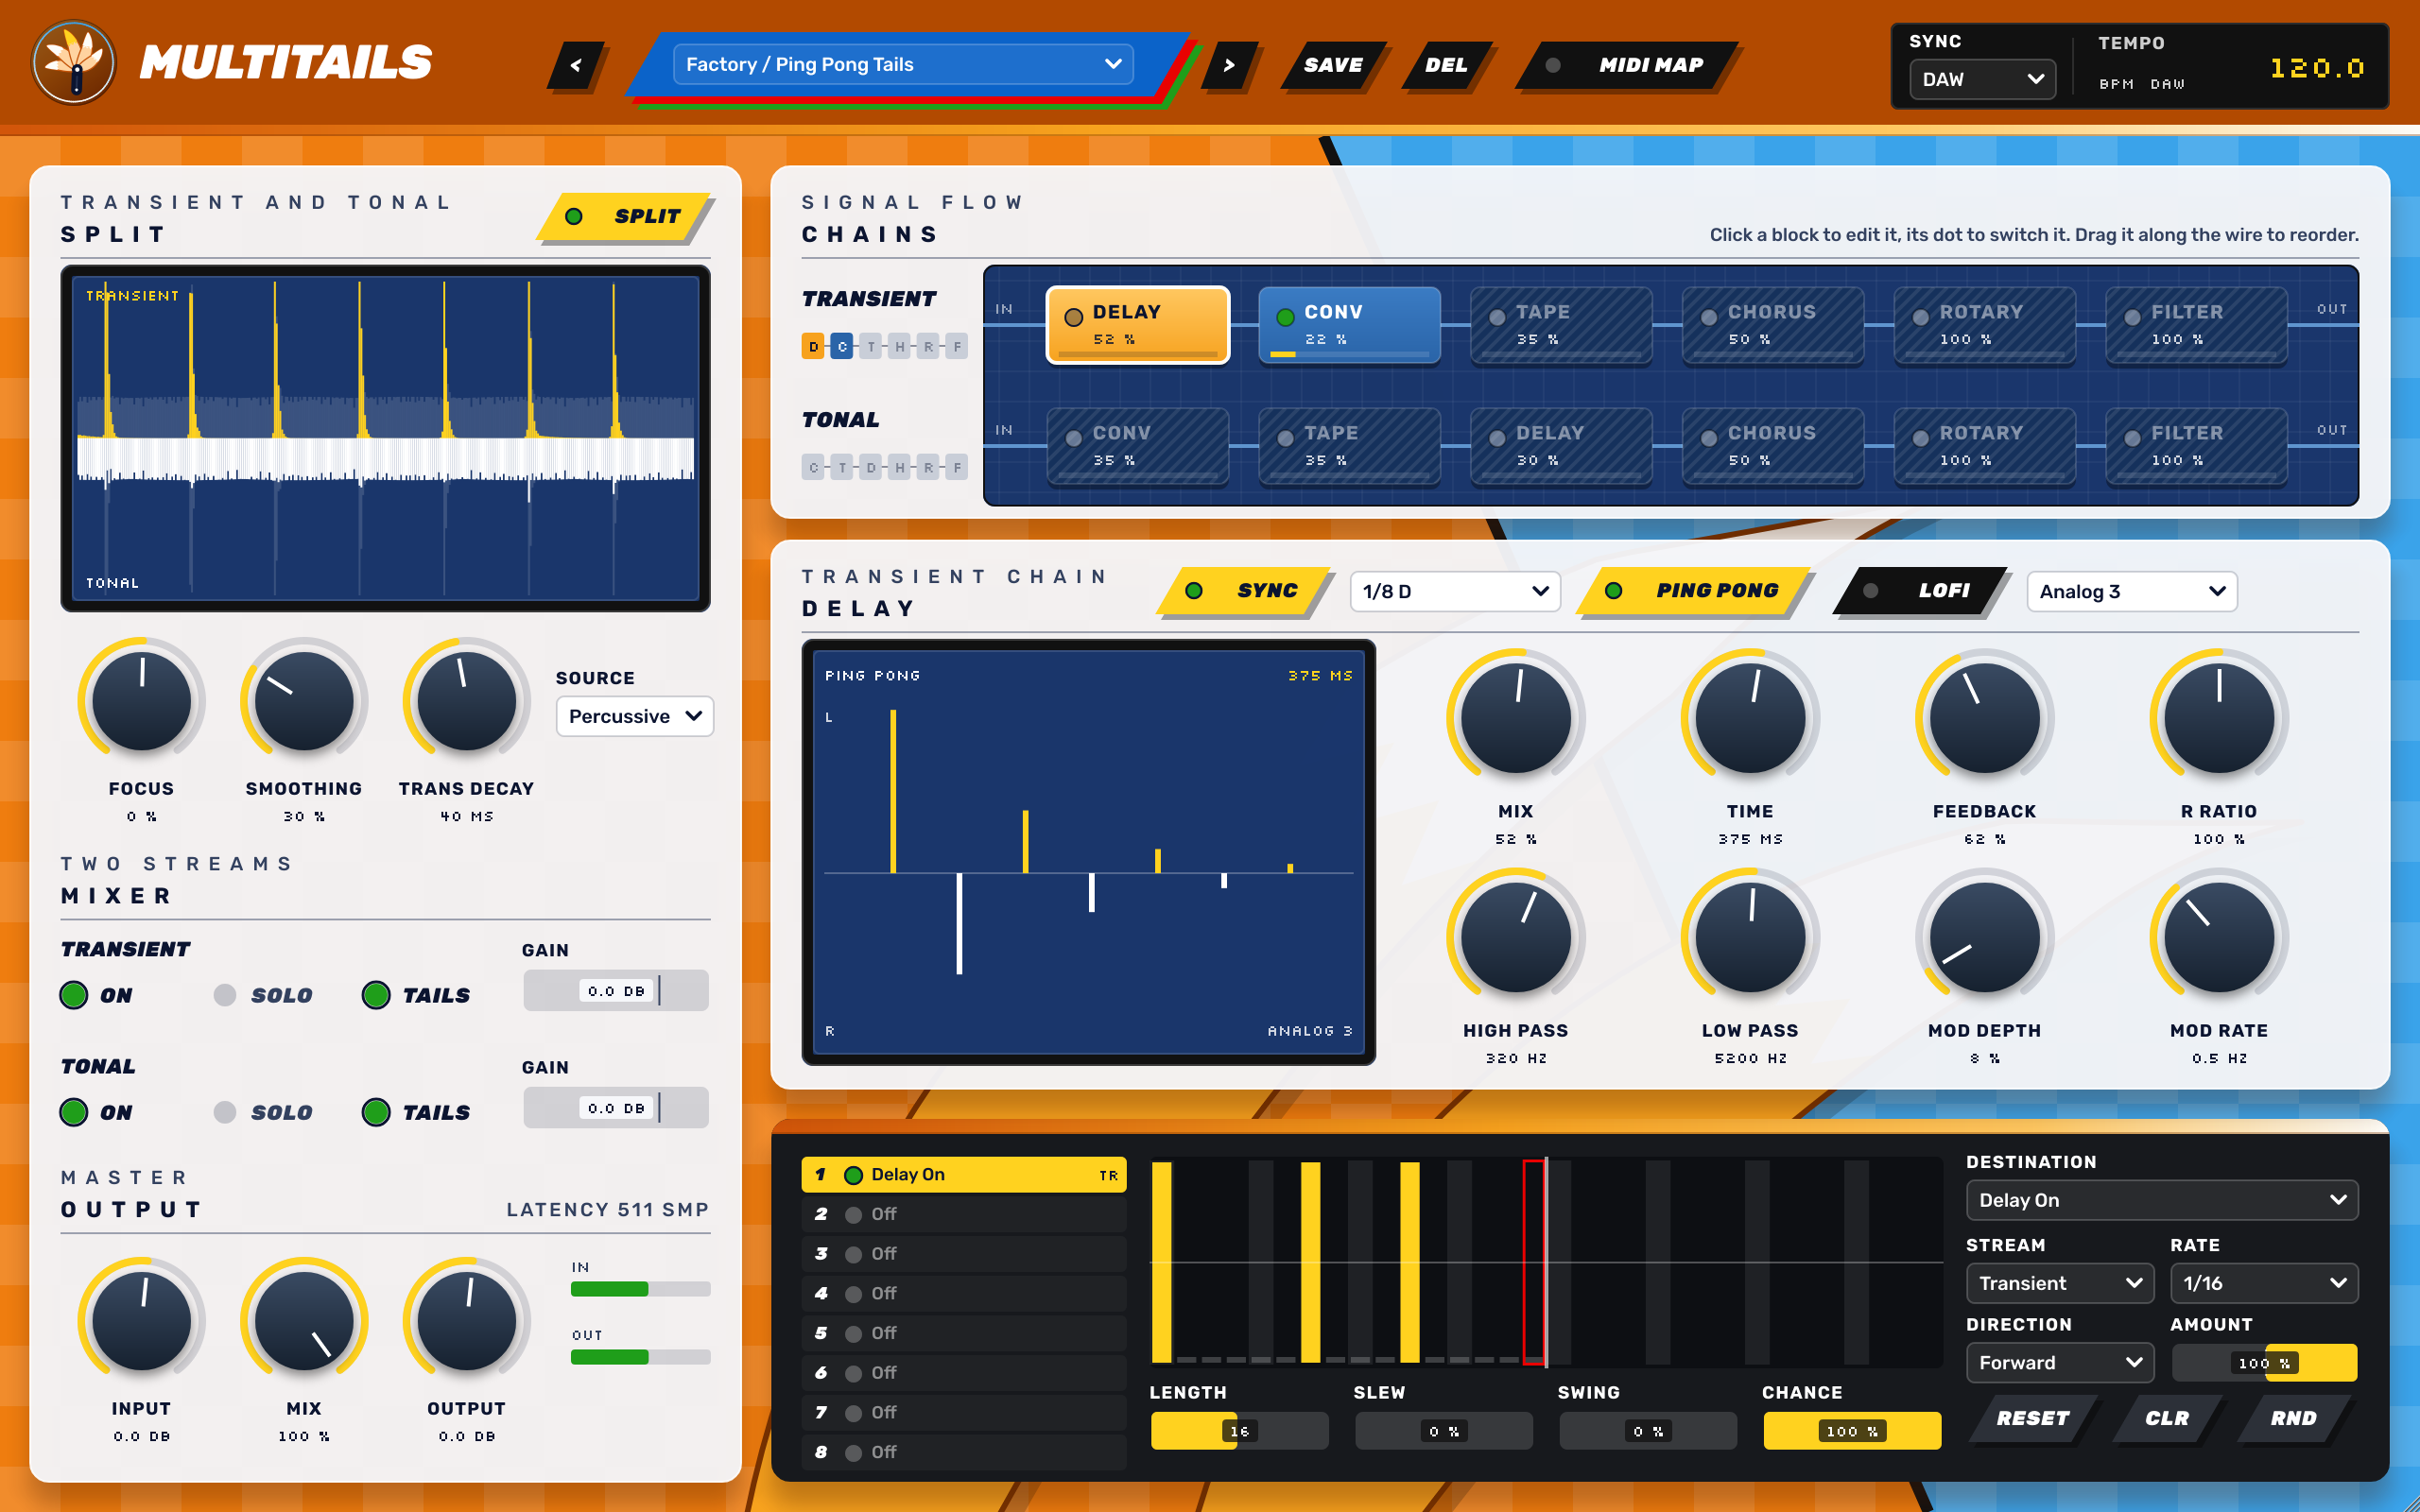 MULTITAILS
<
Factory / Ping Pong Tails
>
SAVE
DEL
MIDI MAP
SYNC
DAW
TEMPO
BPM DAW
120.0
TRANSIENT AND TONAL
SPLIT
SPLIT
TRANSIENT
TONAL
FOCUS
0 %
SMOOTHING
30 %
TRANS DECAY
40 MS
SOURCE
Percussive
TWO STREAMS
MIXER
TRANSIENT
GAIN
ON
SOLO
TAILS
0.0 DB
TONAL
GAIN
ON
SOLO
TAILS
0.0 DB
MASTER
OUTPUT
LATENCY 511 SMP
INPUT
0.0 DB
MIX
100 %
OUTPUT
0.0 DB
IN
OUT
SIGNAL FLOW
CHAINS
Click a block to edit it, its dot to switch it. Drag it along the wire to reorder.
TRANSIENT
D C T H R F
IN
DELAY
52 %
CONV
22 %
TAPE
35 %
CHORUS
50 %
ROTARY
100 %
FILTER
100 %
OUT
TONAL
C T D H R F
IN
CONV
35 %
TAPE
35 %
DELAY
30 %
CHORUS
50 %
ROTARY
100 %
FILTER
100 %
OUT
TRANSIENT CHAIN
DELAY
SYNC
1/8 D
PING PONG
LOFI
Analog 3
PING PONG
375 MS
L
R
ANALOG 3
MIX
52 %
TIME
375 MS
FEEDBACK
62 %
R RATIO
100 %
HIGH PASS
320 HZ
LOW PASS
5200 HZ
MOD DEPTH
8 %
MOD RATE
0.5 HZ
1 Delay On TR
2 Off
3 Off
4 Off
5 Off
6 Off
7 Off
8 Off
LENGTH
16
SLEW
0 %
SWING
0 %
CHANCE
100 %
DESTINATION
Delay On
STREAM
Transient
RATE
1/16
DIRECTION
Forward
AMOUNT
100 %
RESET
CLR
RND